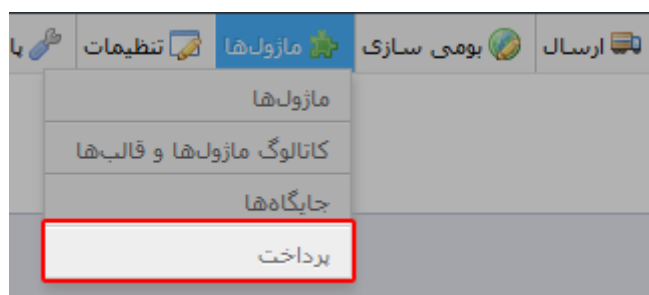 ارسال بومی سازی ماژول‌ها تنظیمات
ماژول‌ها
کاتالوگ ماژول‌ها و قالب‌ها
جایگاه‌ها
پرداخت